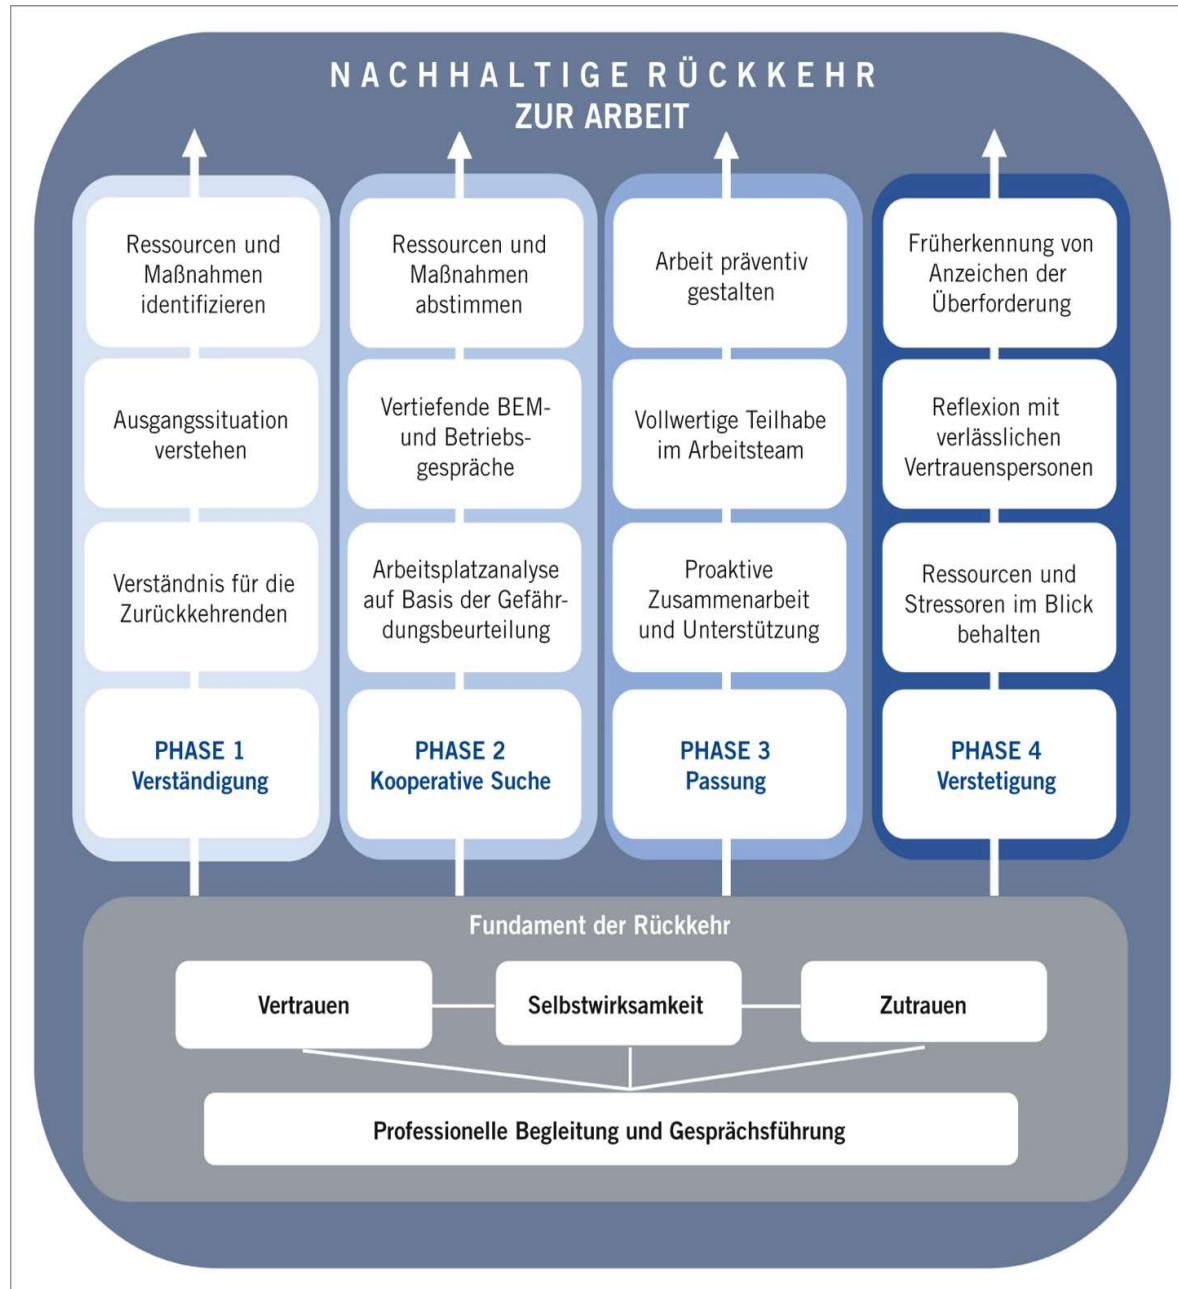 NACHHALTIGE RÜCKKEHR
ZUR ARBEIT
Ressourcen und
Maßnahmen
identifizieren
Ausgangssituation
verstehen
Verständnis für die
Zurückkehrenden
PHASE 1
Verständigung
Ressourcen und
Maßnahmen
abstimmen
Vertiefende BEM-
und Betriebs-
gespräche
Arbeitsplatzanalyse
auf Basis der Gefähr-
dungsbeurteilung
PHASE 2
Kooperative Suche
Arbeit präventiv
gestalten
Vollwertige Teilhabe
im Arbeitsteam
Proaktive
Zusammenarbeit
und Unterstützung
PHASE 3
Passung
Früherkennung von
Anzeichen der
Überforderung
Reflexion mit
verlässlichen
Vertrauenspersonen
Ressourcen und
Stressoren im Blick
behalten
PHASE 4
Verstetigung
Fundament der Rückkehr
Vertrauen
Selbstwirksamkeit
Zutrauen
Professionelle Begleitung und Gesprächsführung